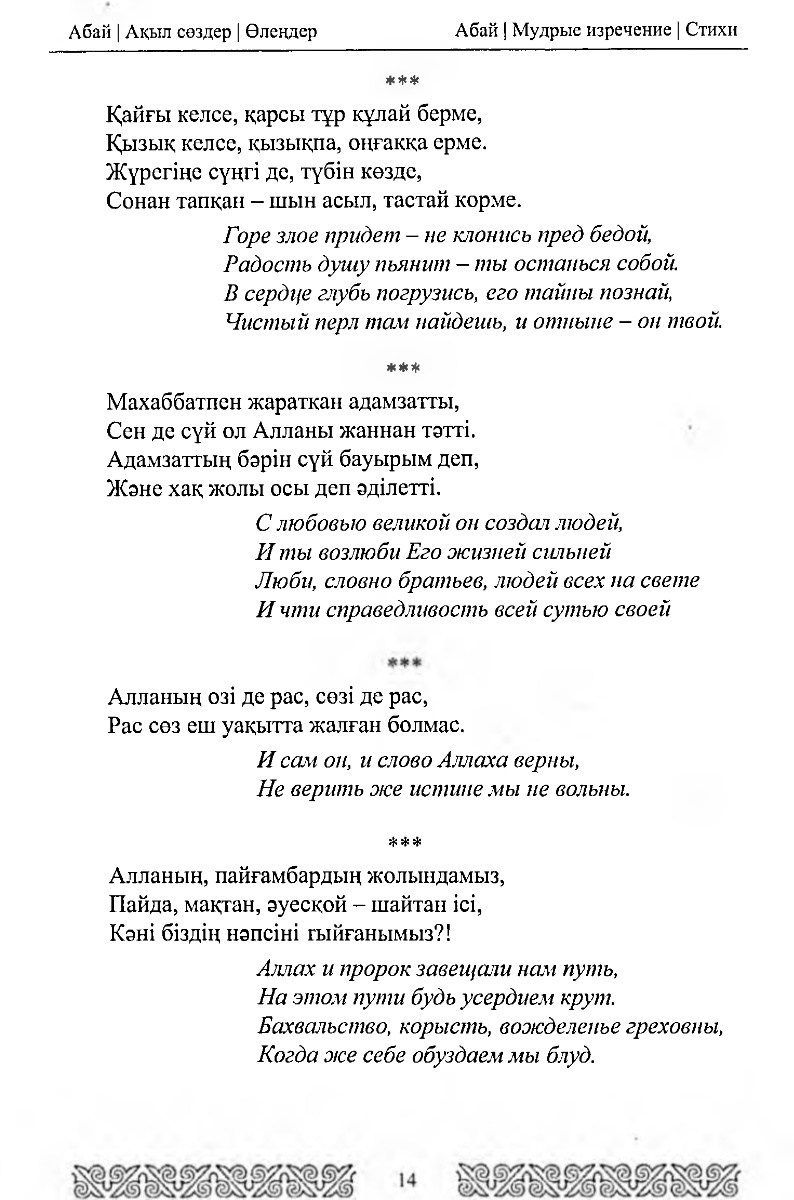 Абай | Ақыл сөздер | Өлеңдер
Абай | Мудрые изречение | Стихи
***
Қайғы келсе, қарсы тұр құлай берме,
Қызық келсе, қызықпа, оңғаққа ерме.
Жүрегіңе сүңгі де, түбін көзде,
Сонан тапқан – шын асыл, тастай корме.
Горе злое придет – не клонись пред бедой,
Радость душу пьянит – ты останься собой.
В сердце глубь погрузись, его тайны познай,
Чистый перл там найдешь, и отныне – он твой.
***
Махаббатпен жаратқан адамзатты,
Сен де сүй ол Алланы жаннан тәтті.
Адамзаттың бәрін сүй бауырым деп,
Және хақ жолы осы деп әділетті.
С любовью великой он создал людей,
И ты возлюби Его жизней сильней
Люби, словно братьев, людей всех на свете
И чти справедливость всей сутью своей
***
Алланың озі де рас, сөзі де рас,
Рас сөз еш уақытта жалған болмас.
И сам он, и слово Аллаха верны,
Не верить же истине мы не вольны.
***
Алланың, пайғамбардың жолындамыз,
Пайда, мақтан, әуесқой – шайтан ісі,
Кәні біздің нәпсіні тыйғанымыз?!
Аллах и пророк завещали нам путь,
На этом пути будь усердием крут.
Бахвальство, корысть, вожделенье греховны,
Когда же себе обуздаем мы блуд.
14